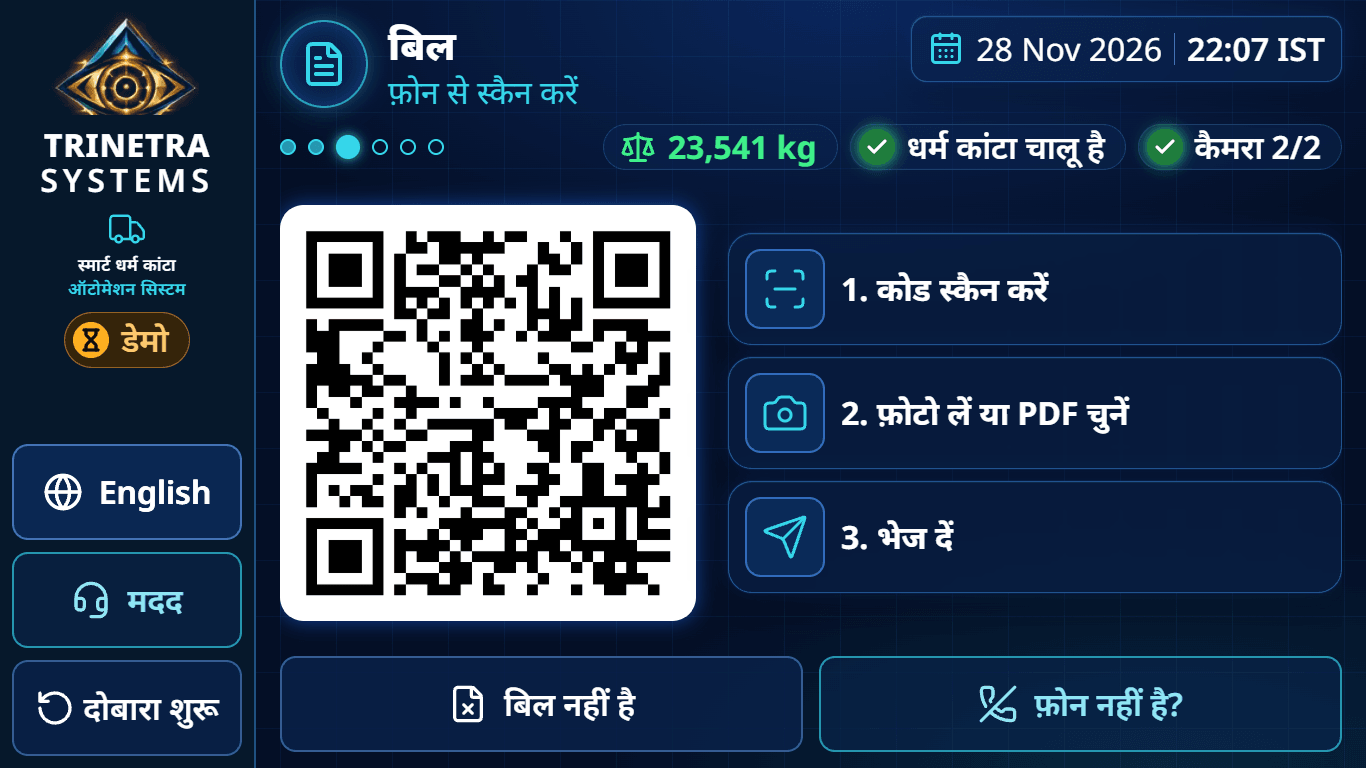 TRINETRA
SYSTEMS
स्मार्ट धर्म कांटा
ऑटोमेशन सिस्टम
डेमो
English
मदद
दोबारा शुरू
बिल
फ़ोन से स्कैन करें
28 Nov 2026
22:07 IST
23,541 kg
धर्म कांटा चालू है
कैमरा 2/2
1. कोड स्कैन करें
2. फ़ोटो लें या PDF चुनें
3. भेज दें
बिल नहीं है
फ़ोन नहीं है?